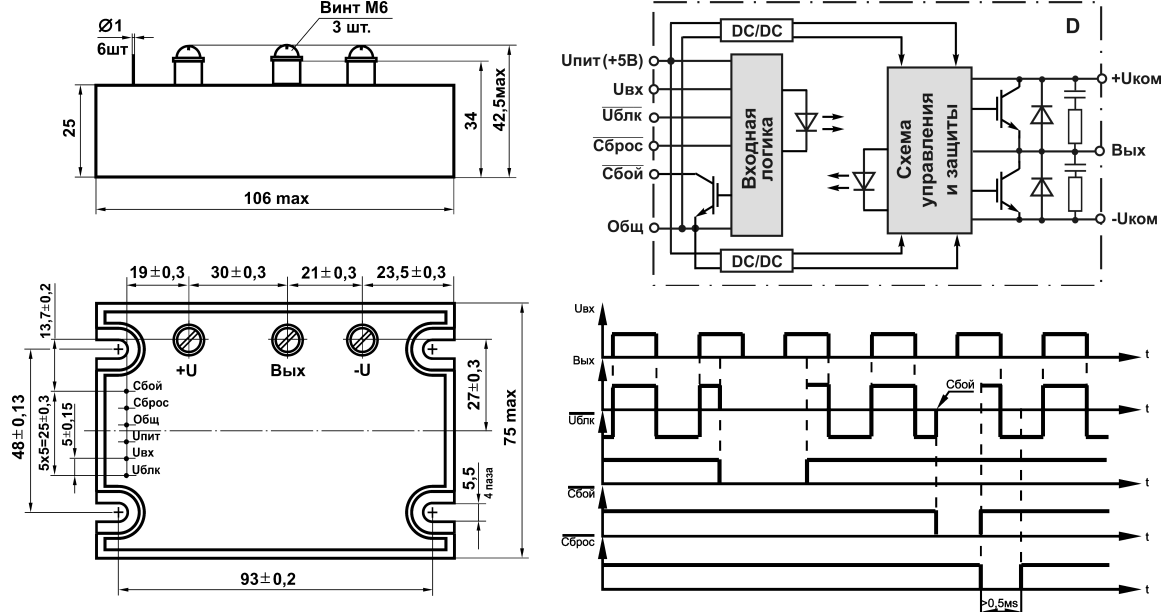 Винт М6
3 шт.
Ø1
6шт
25
34
42,5мах
106 max
19±0,3
30±0,3
21±0,3
23,5±0,3
13,7±0,2
48±0,13
5х5=25±0,3
5±0,15
+U
Вых
-U
Сбой
Сброс
Общ
Uпит
Uвх
Uблк
27±0,3
75 max
5,5
4 паза
93±0,2
D
DC/DC
Uпит(+5В)
Uвх
Uблк
Сброс
Сбой
Общ
Входная
логика
Схема
управления
и защиты
+Uком
Вых
-Uком
DC/DC
Uвх
t
Вых
Сбой
t
Uблк
t
Сбой
t
Сброс
t
>0,5мs